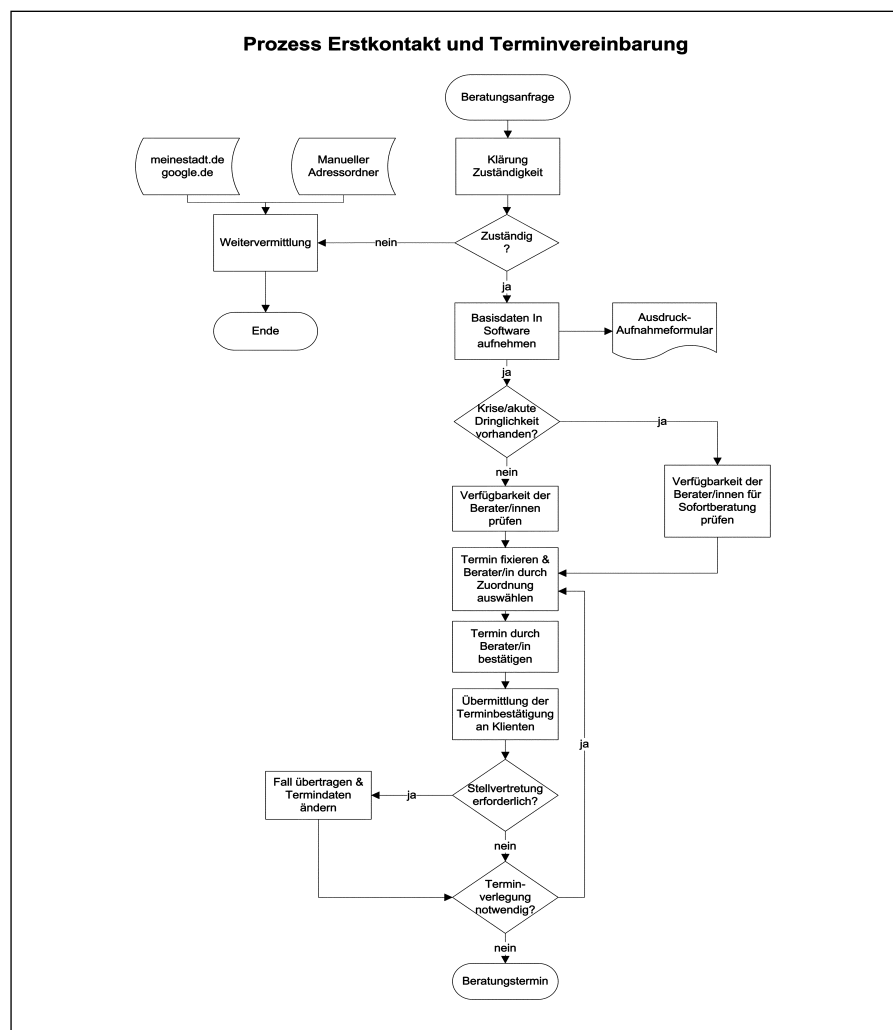 Prozess Erstkontakt und Terminvereinbarung
Beratungsanfrage
meinestadt.de
google.de
Manueller
Adressordner
Klärung
Zuständigkeit
Weitervermittlung
nein
Zuständig
?
ja
Ende
Basisdaten In
Software
aufnehmen
Ausdruck-
Aufnahmeformular
ja
Krise/akute
Dringlichkeit
vorhanden?
ja
nein
Verfügbarkeit der
Berater/innen
prüfen
Verfügbarkeit der
Berater/innen für
Sofortberatung
prüfen
Termin fixieren &
Berater/in durch
Zuordnung
auswählen
Termin durch
Berater/in
bestätigen
Übermittlung der
Terminbestätigung
an Klienten
ja
Fall übertragen &
Termindaten
ändern
ja
Stellvertretung
erforderlich?
nein
Termin-
verlegung
notwendig?
nein
Beratungstermin